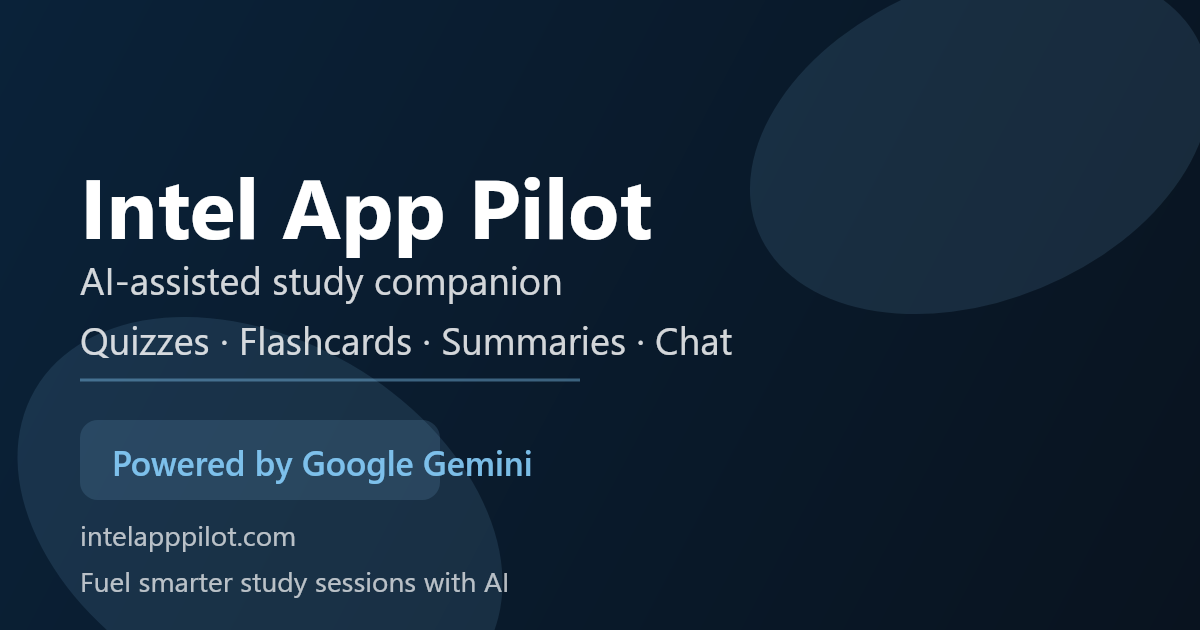 Intel App Pilot
AI-assisted study companion
Quizzes · Flashcards · Summaries · Chat
Powered by Google Gemini
intelapppilot.com
Fuel smarter study sessions with AI